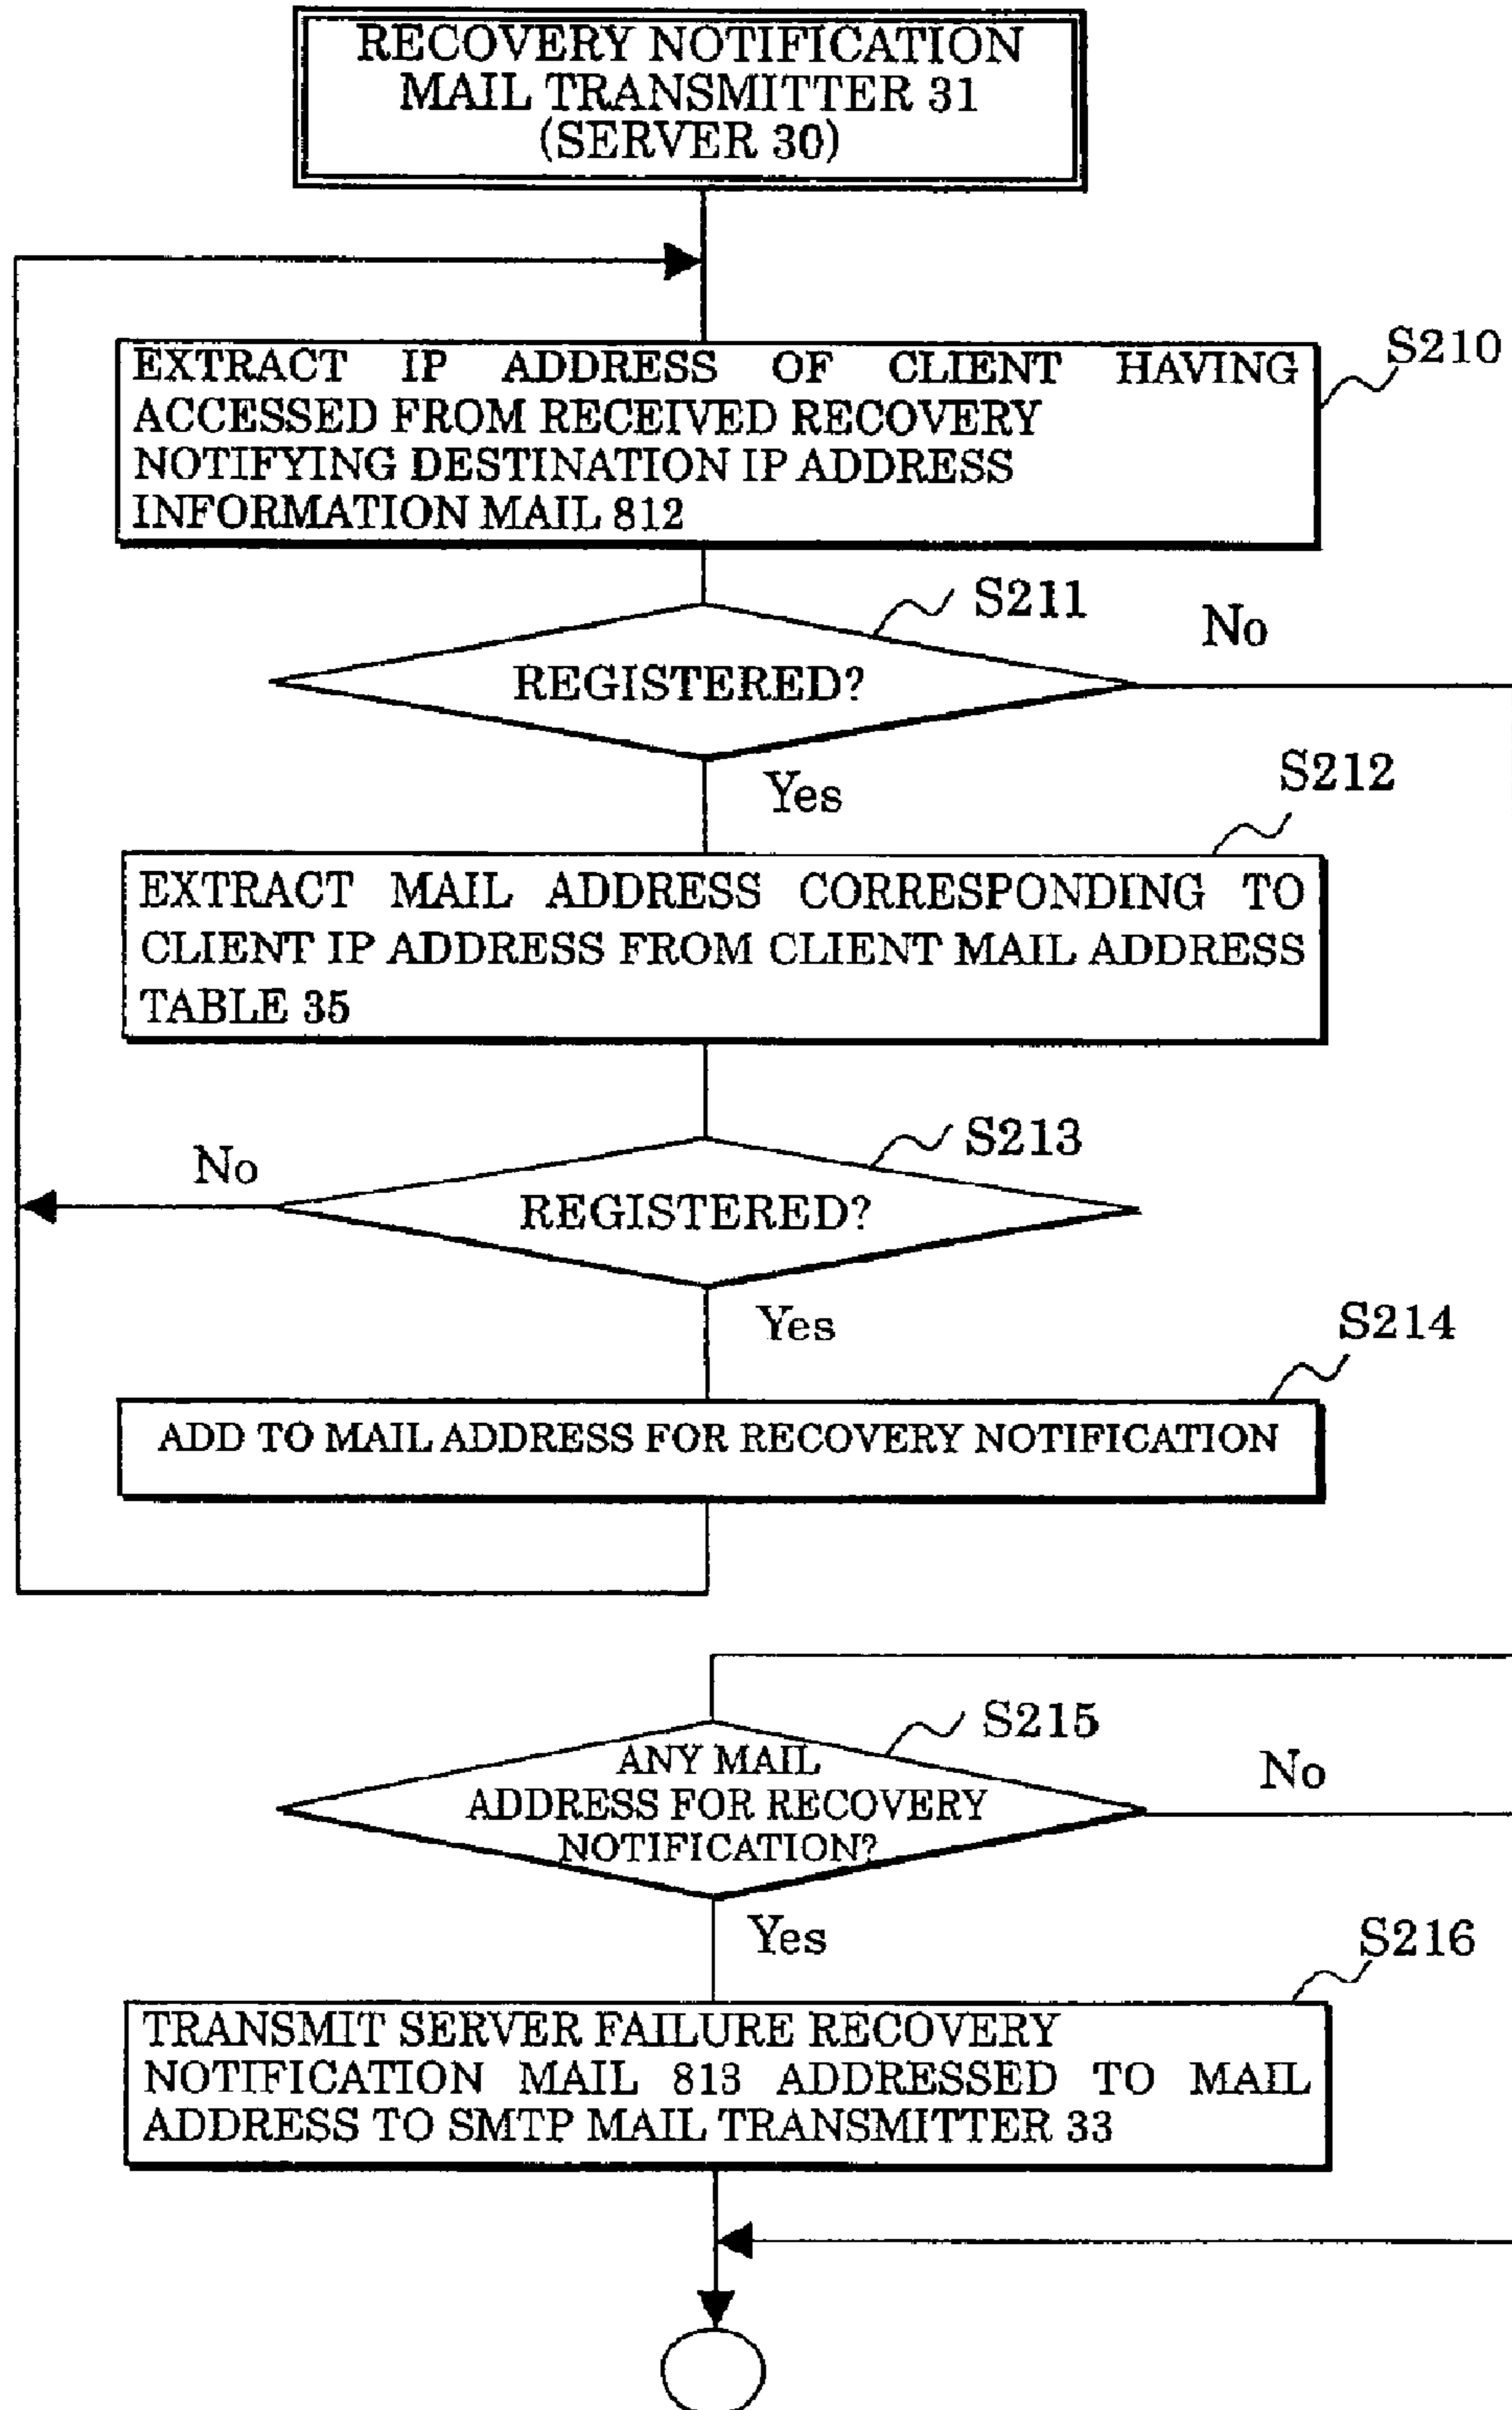 RECOVERY NOTIFICATION
MAIL TRANSMITTER 31
(SERVER 30)
EXTRACT IP ADDRESS OF CLIENT HAVING
ACCESSED FROM RECEIVED RECOVERY
NOTIFYING DESTINATION IP ADDRESS
INFORMATION MAIL 812
S210
S211
No
REGISTERED?
Yes
S212
EXTRACT MAIL ADDRESS CORRESPONDING TO
CLIENT IP ADDRESS FROM CLIENT MAIL ADDRESS
TABLE 35
S213
No
REGISTERED?
Yes
S214
ADD TO MAIL ADDRESS FOR RECOVERY NOTIFICATION
S215
ANY MAIL
ADDRESS FOR RECOVERY
NOTIFICATION?
No
Yes
S216
TRANSMIT SERVER FAILURE RECOVERY
NOTIFICATION MAIL 813 ADDRESSED TO MAIL
ADDRESS TO SMTP MAIL TRANSMITTER 33